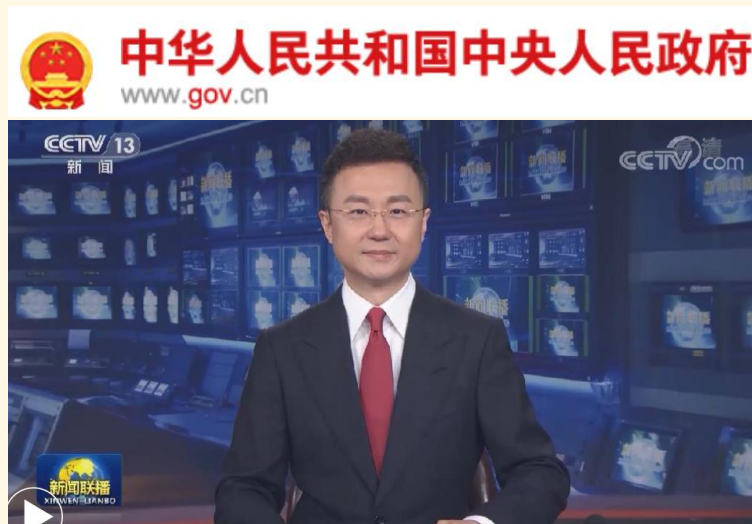 中华人民共和国中央人民政府
www.gov.cn
CCTV 13
新闻
CCTV.com
高清
新闻联播
XINWEN LIANBO